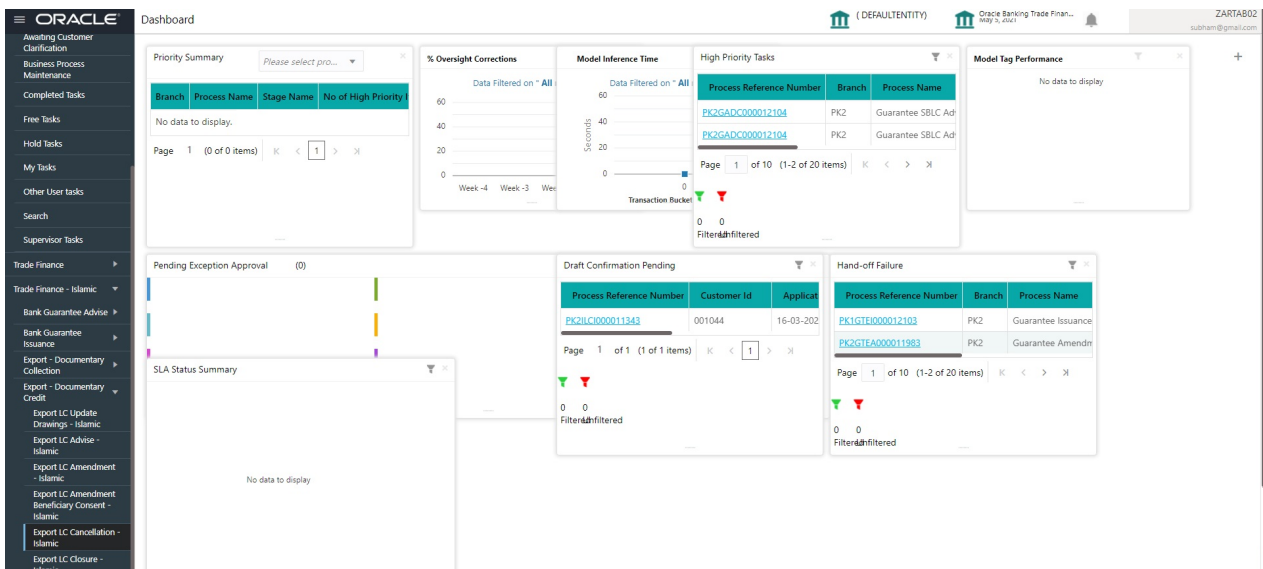 ORACLE
Dashboard
( DEFAULTENTITY)
Oracle Banking Trade Finan...
May 5, 2021
ZARTAB02
subham@gmail.com
Awaiting Customer
Clarification
Business Process
Maintenance
Completed Tasks
Free Tasks
Hold Tasks
My Tasks
Other User tasks
Search
Supervisor Tasks
Trade Finance
Trade Finance - Islamic
Bank Guarantee Advise
Bank Guarantee
Issuance
Export - Documentary
Collection
Export - Documentary
Credit
Export LC Update
Drawings - Islamic
Export LC Advise -
Islamic
Export LC Amendment
- Islamic
Export LC Amendment
Beneficiary Consent -
Islamic
Export LC Cancellation -
Islamic
Export LC Closure -
Priority Summary
Please select pro...
Branch Process Name Stage Name No of High Priority
No data to display.
Page 1 (0 of 0 items) 1
% Oversight Corrections
Data Filtered on " All
60
40
20
0
Week -4 Week -3 Wee
Model Inference Time
Data Filtered on " All
60
40
20
0
Seconds
0
Transaction Bucket
High Priority Tasks
Process Reference Number Branch Process Name
PK2GADC000012104 PK2 Guarantee SBLC Adv
PK2GADC000012104 PK2 Guarantee SBLC Adv
Page 1 of 10 (1-2 of 20 items)
0 0
Filtered Unfiltered
Model Tag Performance
No data to display
Pending Exception Approval (0)
SLA Status Summary
No data to display
Draft Confirmation Pending
Process Reference Number Customer Id Applicat
PK2ILCI000011343 001044 16-03-202
Page 1 of 1 (1 of 1 items) 1
0 0
Filtered Unfiltered
Hand-off Failure
Process Reference Number Branch Process Name
PK1GTEI000012103 PK2 Guarantee Issuance
PK2GTEA000011983 PK2 Guarantee Amendm
Page 1 of 10 (1-2 of 20 items)
0 0
Filtered Unfiltered